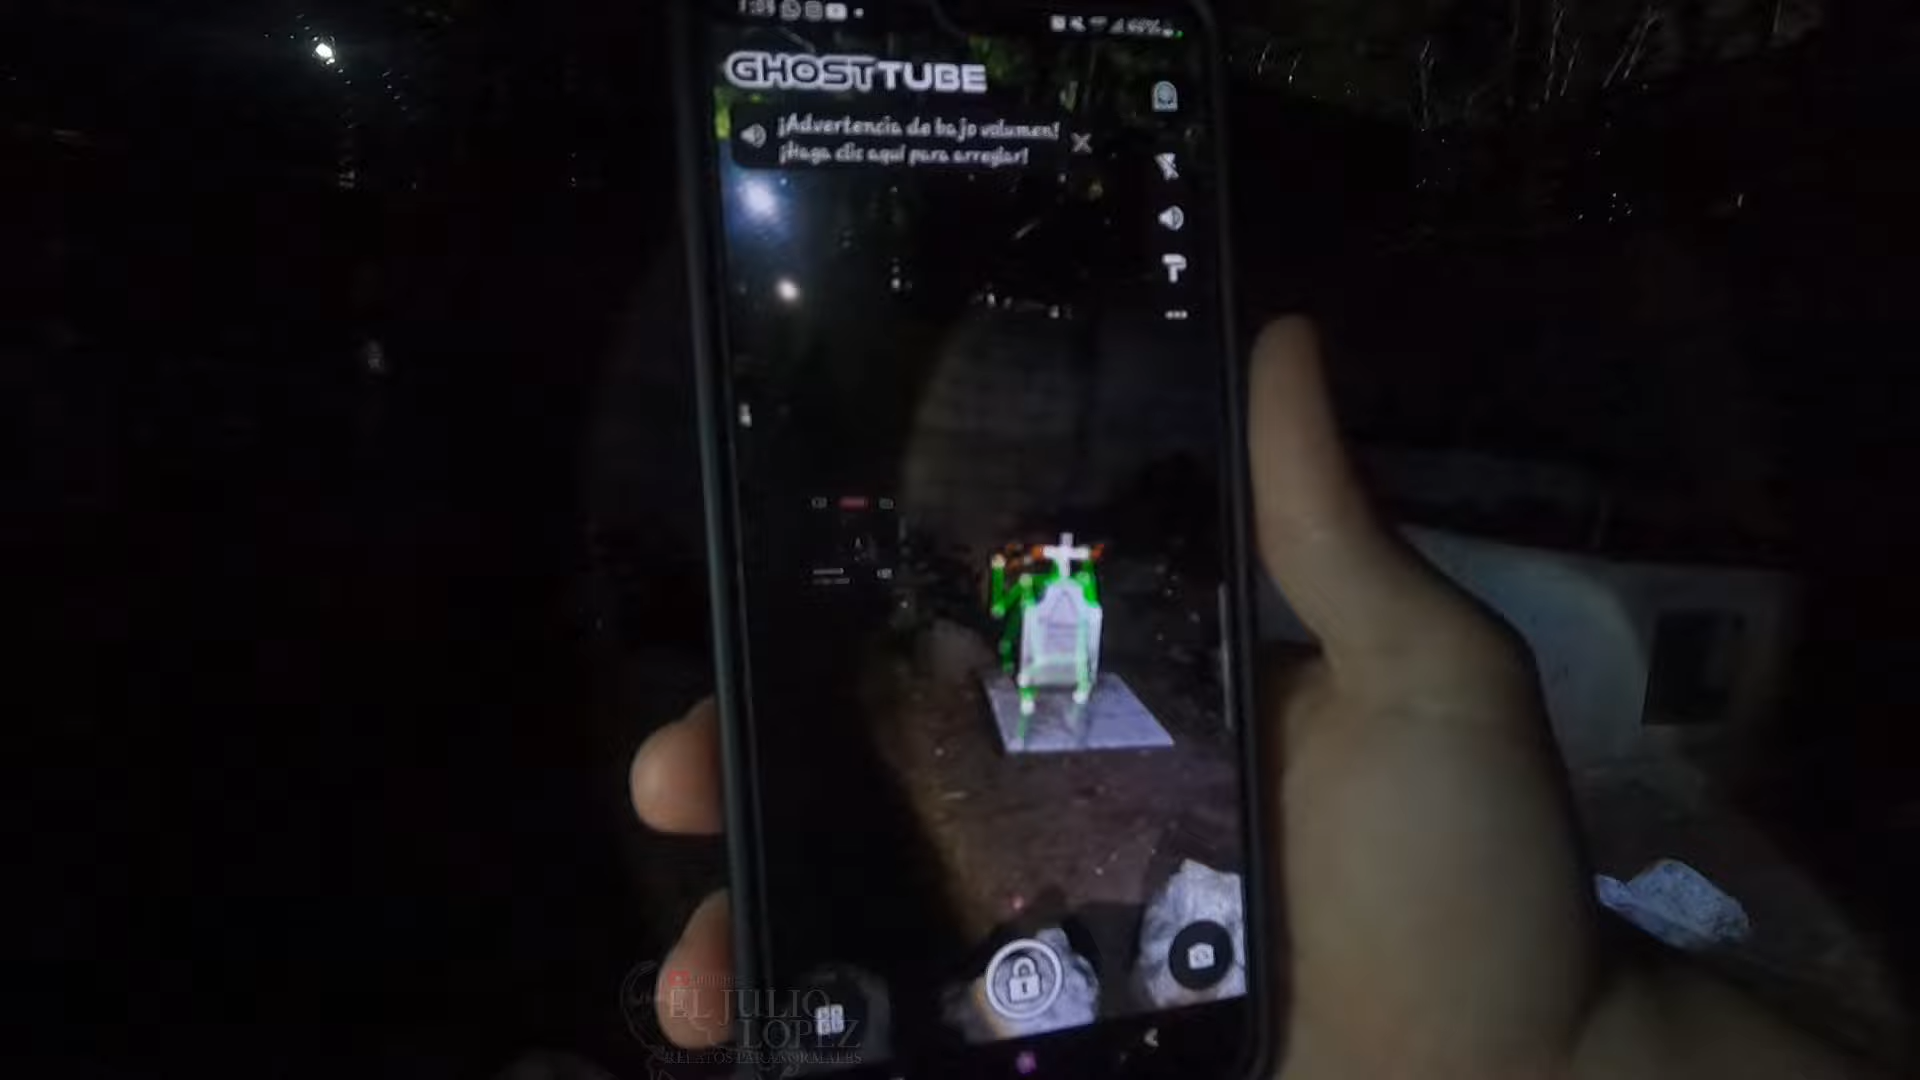 GHOSTTUBE
¡Advertencia de bajo volumen!
¡Haga clic aquí para arreglar!
EL JULIO
LOPEZ
RELATOS PARANORMALES